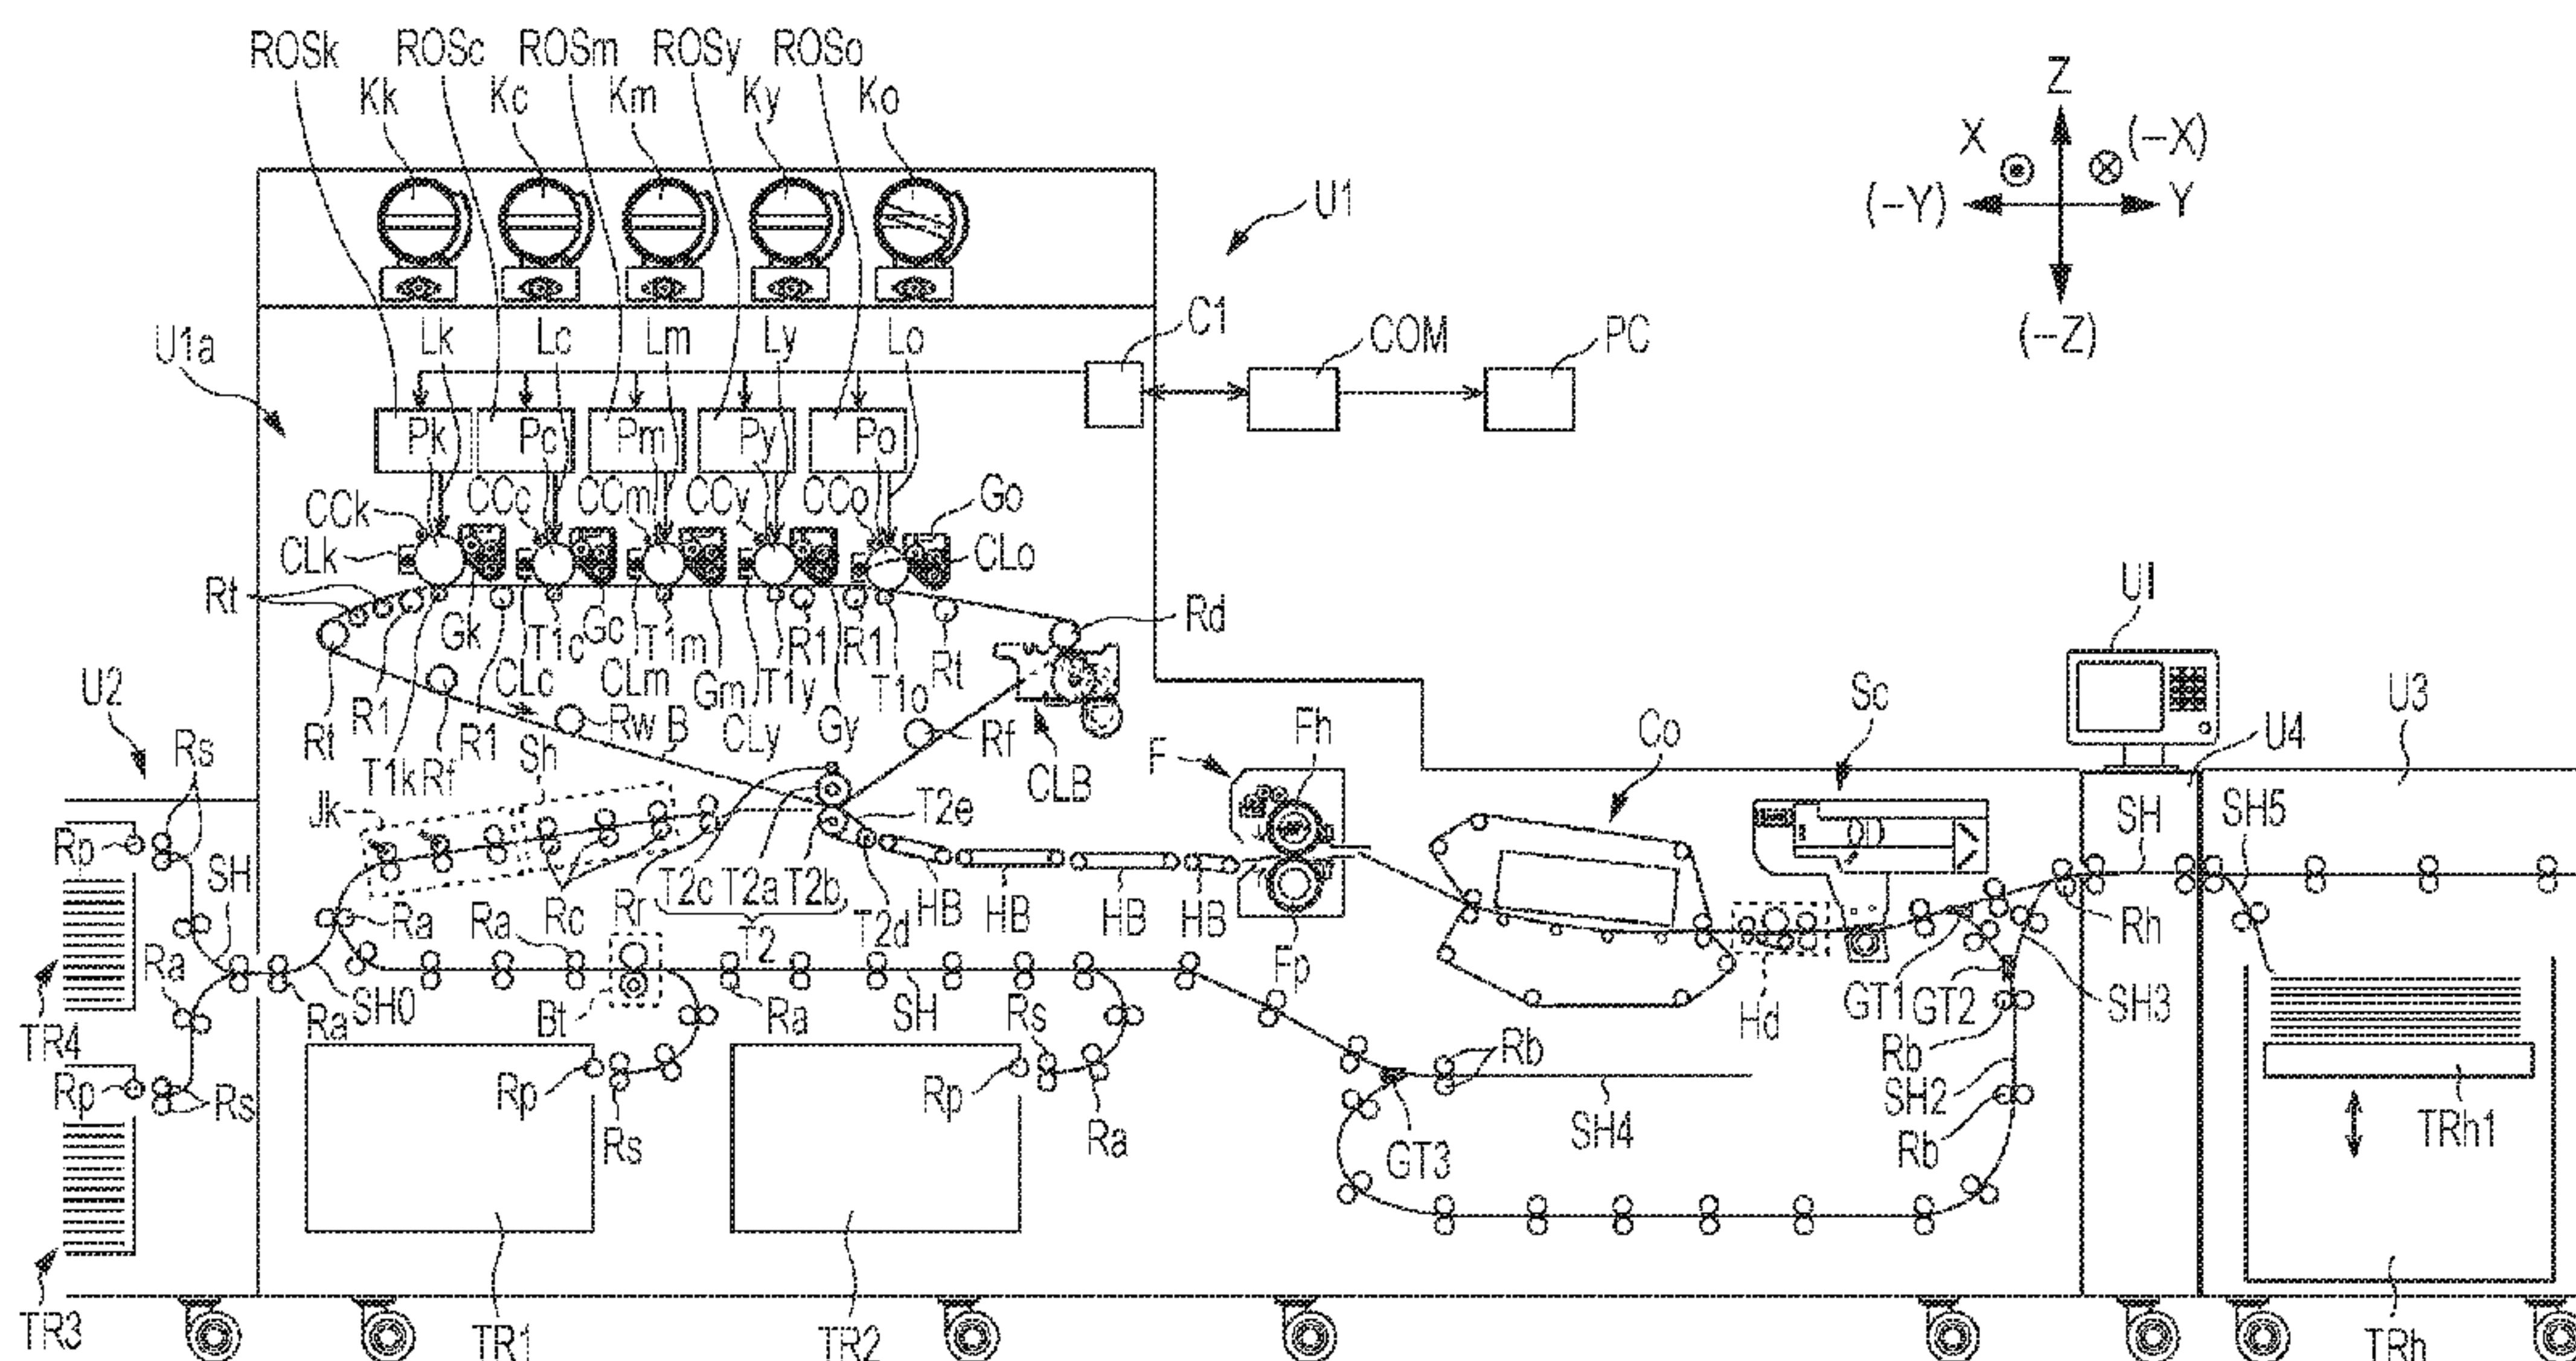 ROSk ROSc ROSm ROSy ROSo
Kk Kc Km Ky Ko
Z
X (-X)
(-Y) Y
(-Z)
U1
U1a
Lk Lc Lm Ly Lo
C1 COM PC
Pk Pc Pm Py Po
CCk CCc CCm CCy CCo Go
CLk CLo
Rt Gk T1c Gc T1m R1 R1 Rd
UI
Rt R1 CLc CLm Gm T1y T1o Rt
U2 R1 Rw B CLy Gy Rf Fh Co Sc U3
Rs T1k Rf Sh CLB F U4
Jk T2e SH SH5
Rp SH
Rr T2c T2a T2b HB HB HB HB
Ra Ra Rc T2 T2d Fp Rh
Ra Ra SH0 Bt Ra SH Rs Hd GT1 GT2 SH3
TR4
Rp Rs Rp Rs Rp Ra Rb Rb SH2 TRh1
GT3 SH4 Rb
TR3 TR1 TR2 TRh